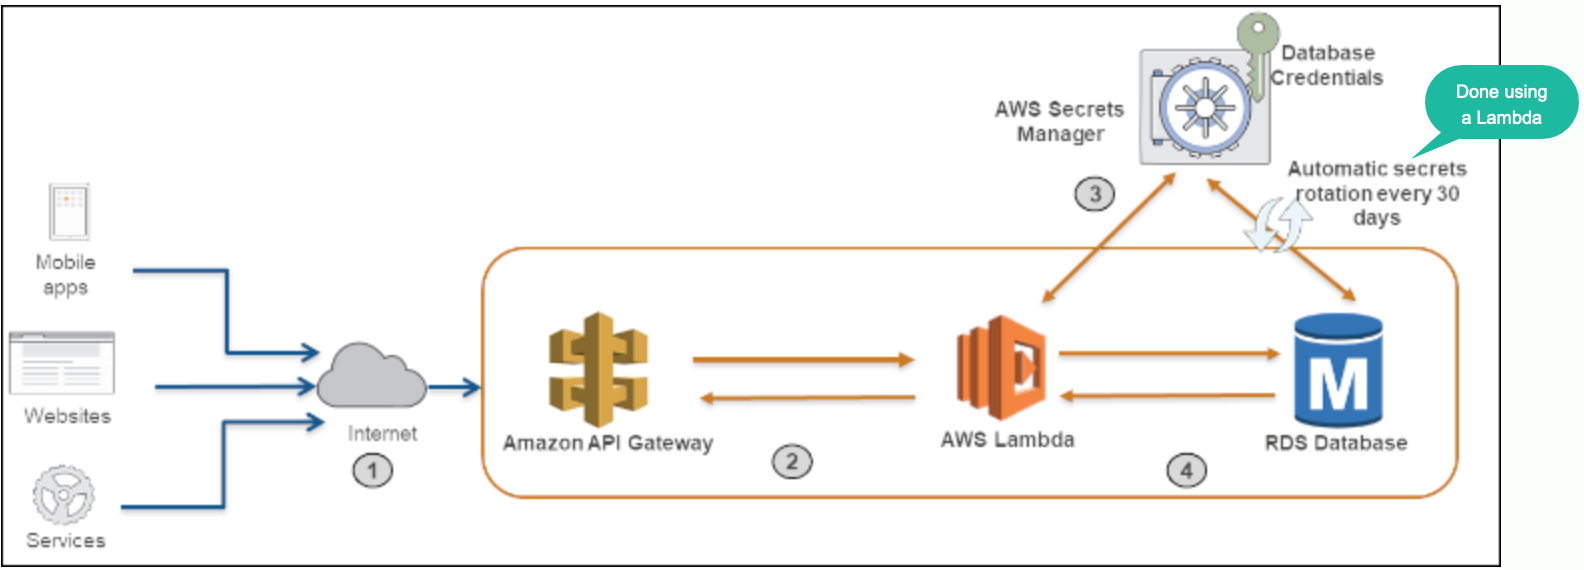 Database
Credentials
Done using
a Lambda
AWS Secrets
Manager
Automatic secrets
rotation every 30
days
3
Mobile
apps
Websites
Internet
1
Services
Amazon API Gateway
2
AWS Lambda
4
M
RDS Database